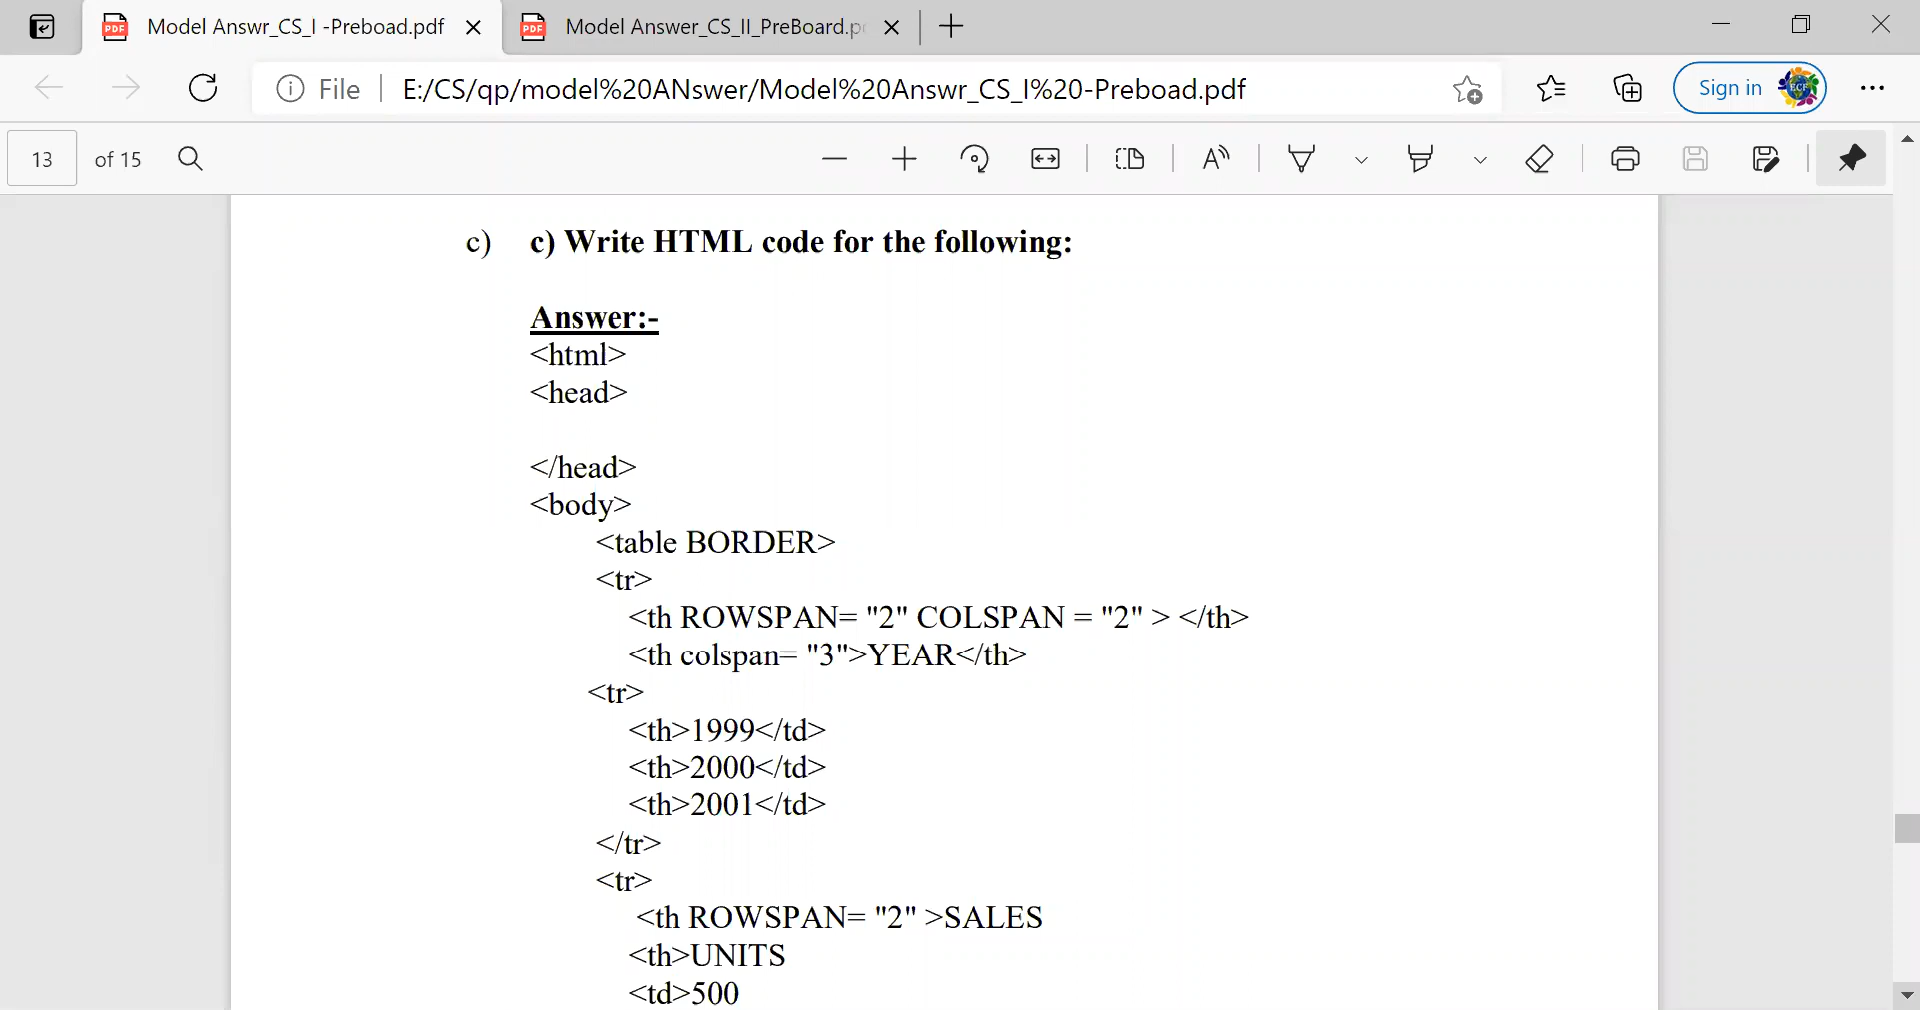 Model Answr_CS_I -Preboad.pdf
Model Answer_CS_II_PreBoard.p
File
E:/CS/qp/model%20ANswer/Model%20Answr_CS_I%20-Preboad.pdf
Sign in
13 of 15
c) c) Write HTML code for the following:
Answer:-
<html>
<head>
</head>
<body>
<table BORDER>
<tr>
<th ROWSPAN= "2" COLSPAN = "2" > </th>
<th colspan= "3">YEAR</th>
<tr>
<th>1999</td>
<th>2000</td>
<th>2001</td>
</tr>
<tr>
<th ROWSPAN= "2" >SALES
<th>UNITS
<td>500